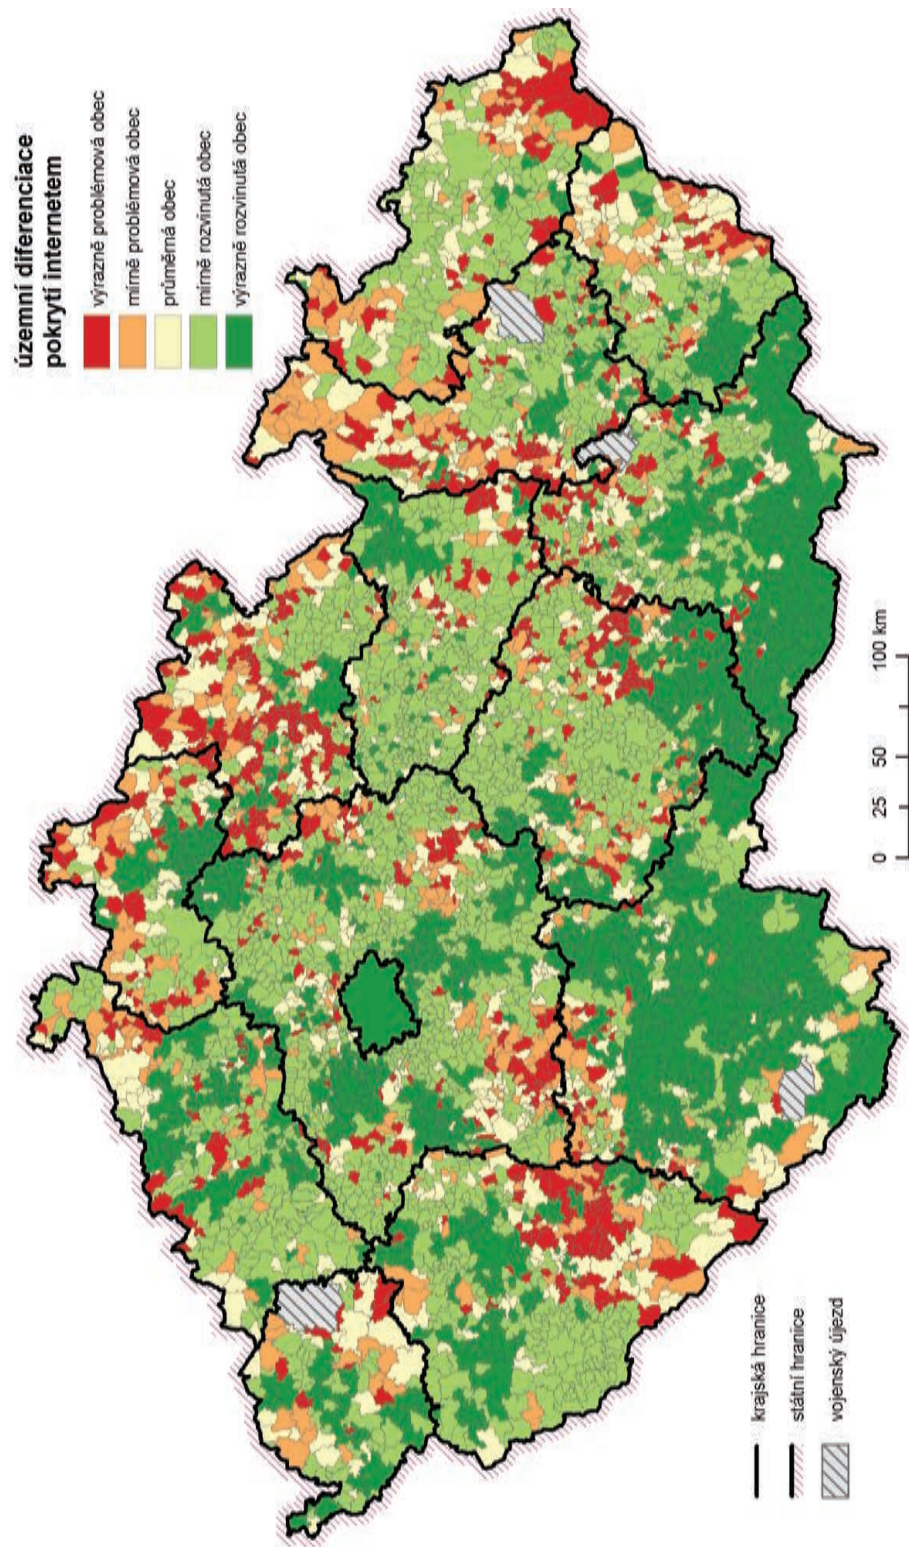 územní diferenciace
pokrytí internetem
výrazně problémová obec
mírně problémová obec
průměrná obec
mírně rozvinutá obec
výrazně rozvinutá obec
krajská hranice
státní hranice
vojenský újezd
0 25 50 100 km